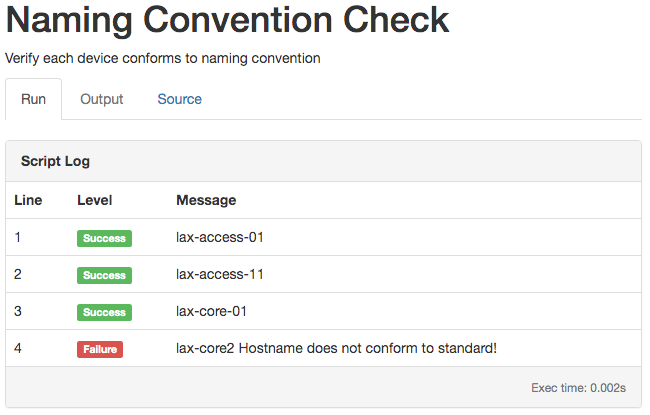 Naming Convention Check
Verify each device conforms to naming convention
Run Output Source
Script Log
Line Level Message
1 Success lax-access-01
2 Success lax-access-11
3 Success lax-core-01
4 Failure lax-core2 Hostname does not conform to standard!
Exec time: 0.002s